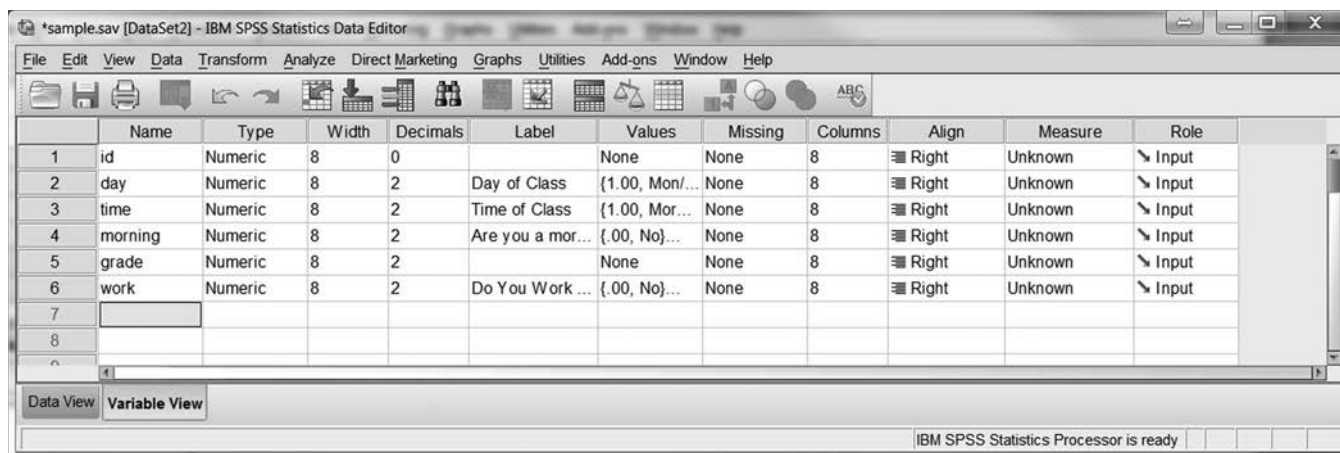 *sample.sav [DataSet2] - IBM SPSS Statistics Data Editor
File Edit View Data Transform Analyze Direct Marketing Graphs Utilities Add-ons Window Help
ABC
Name Type Width Decimals Label Values Missing Columns Align Measure Role
1 id Numeric 8 0 None None 8 Right Unknown Input
2 day Numeric 8 2 Day of Class {1.00, Mon/... None 8 Right Unknown Input
3 time Numeric 8 2 Time of Class {1.00, Mor... None 8 Right Unknown Input
4 morning Numeric 8 2 Are you a mor... {.00, No}... None 8 Right Unknown Input
5 grade Numeric 8 2 None None 8 Right Unknown Input
6 work Numeric 8 2 Do You Work ... {.00, No}... None 8 Right Unknown Input
7
8
Data View Variable View
IBM SPSS Statistics Processor is ready